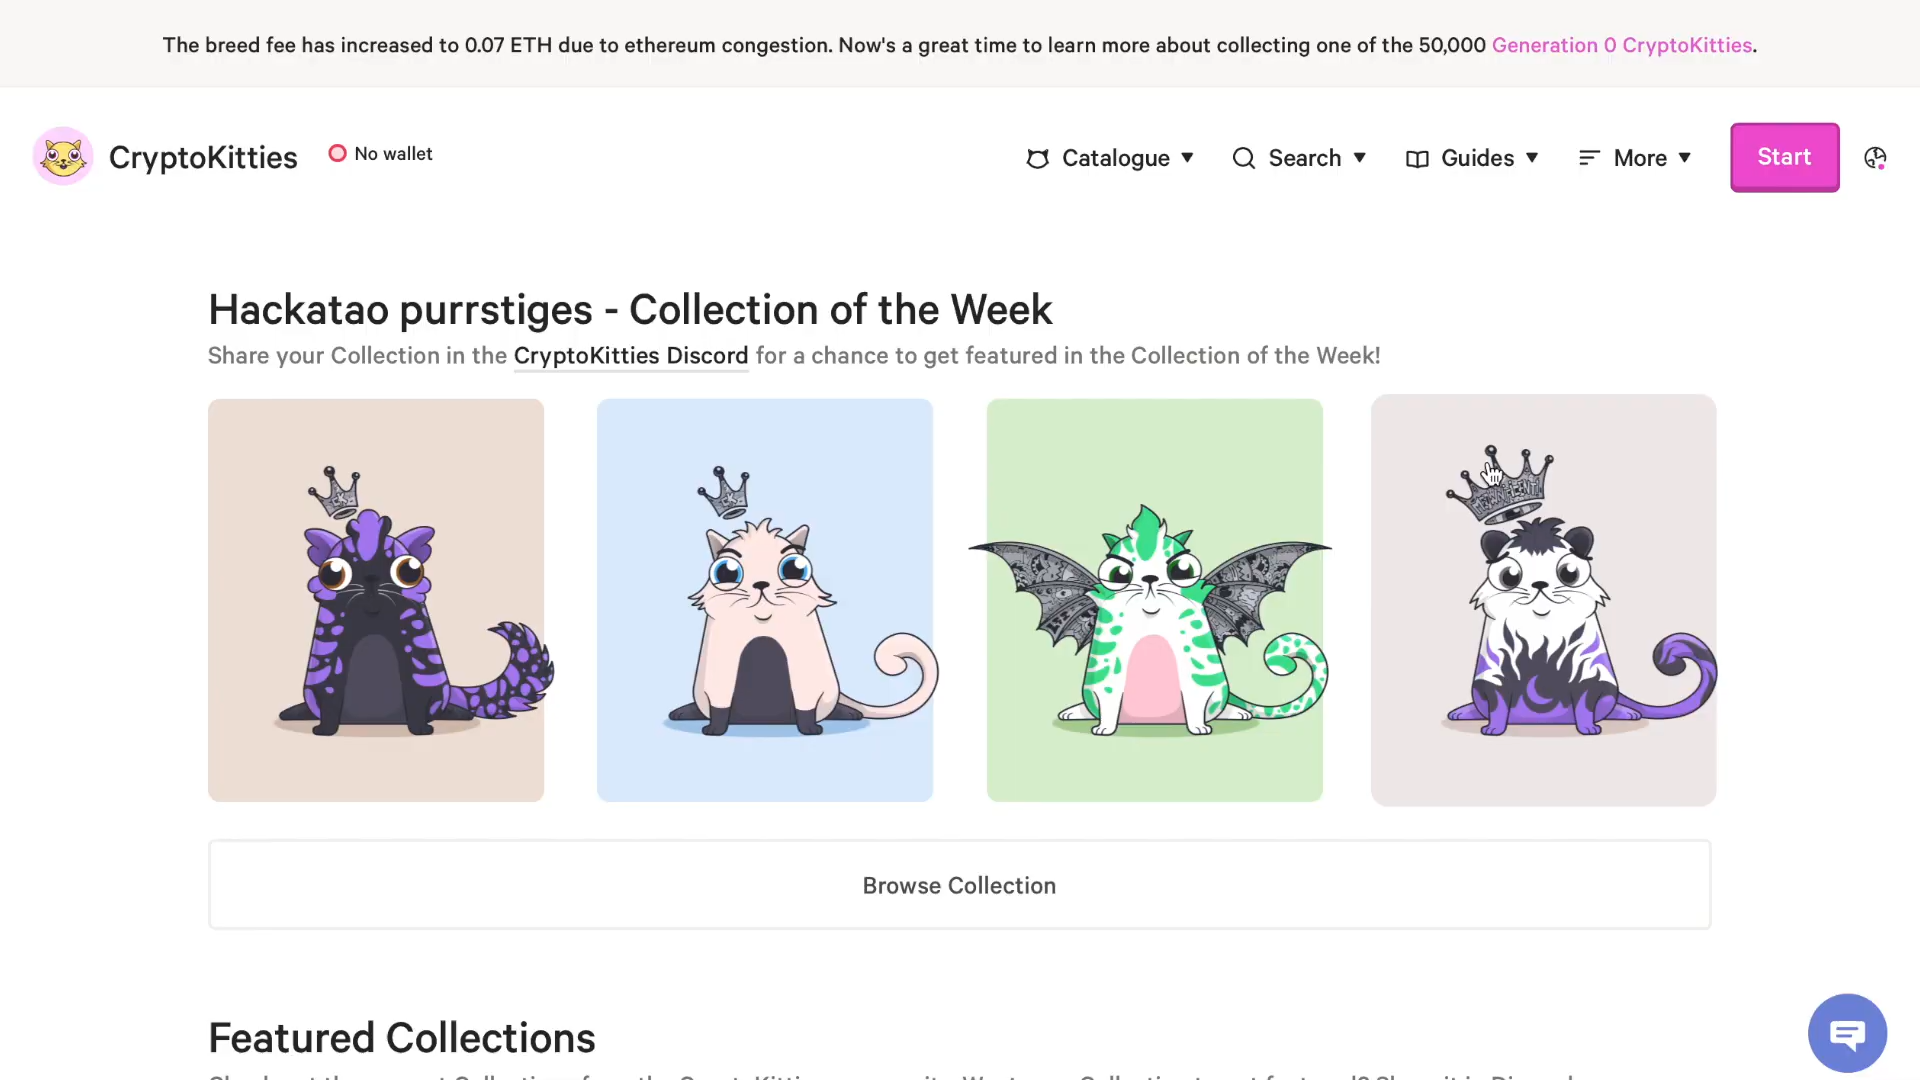 The breed fee has increased to 0.07 ETH due to ethereum congestion. Now's a great time to learn more about collecting one of the 50,000 Generation 0 CryptoKitties.
CryptoKitties
No wallet
Catalogue
Search
Guides
More
Start
Hackatao purrstiges - Collection of the Week
Share your Collection in the CryptoKitties Discord for a chance to get featured in the Collection of the Week!
Browse Collection
Featured Collections